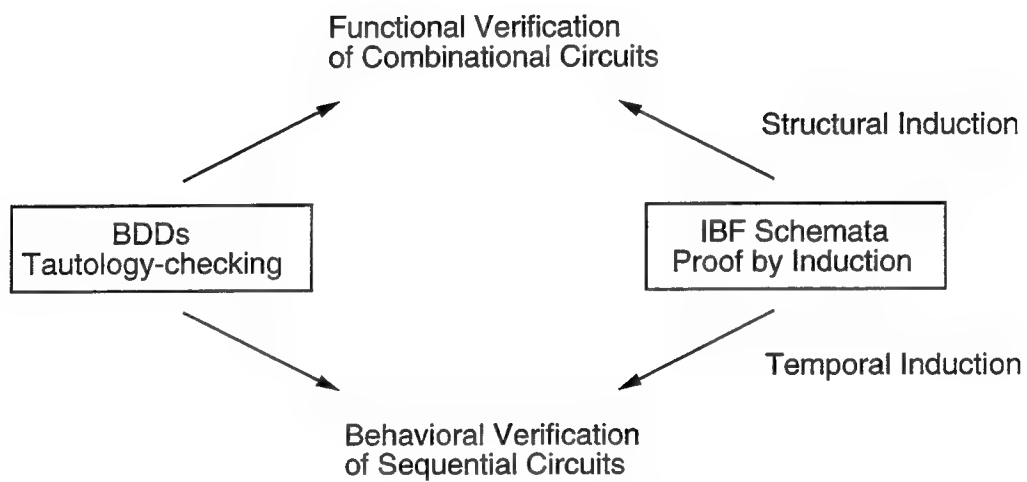 Functional Verification
of Combinational Circuits
Structural Induction
BDDs
Tautology-checking
IBF Schemata
Proof by Induction
Temporal Induction
Behavioral Verification
of Sequential Circuits